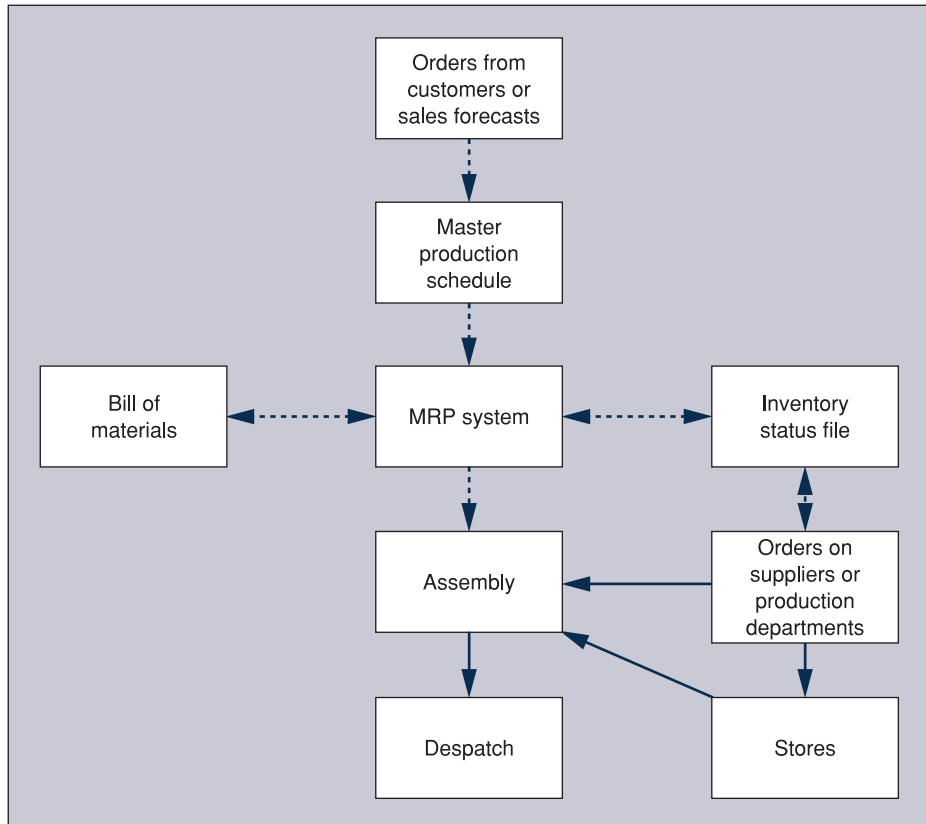 Orders from
customers or
sales forecasts
Master
production
schedule
Bill of
materials
MRP system
Inventory
status file
Assembly
Orders on
suppliers or
production
departments
Despatch
Stores